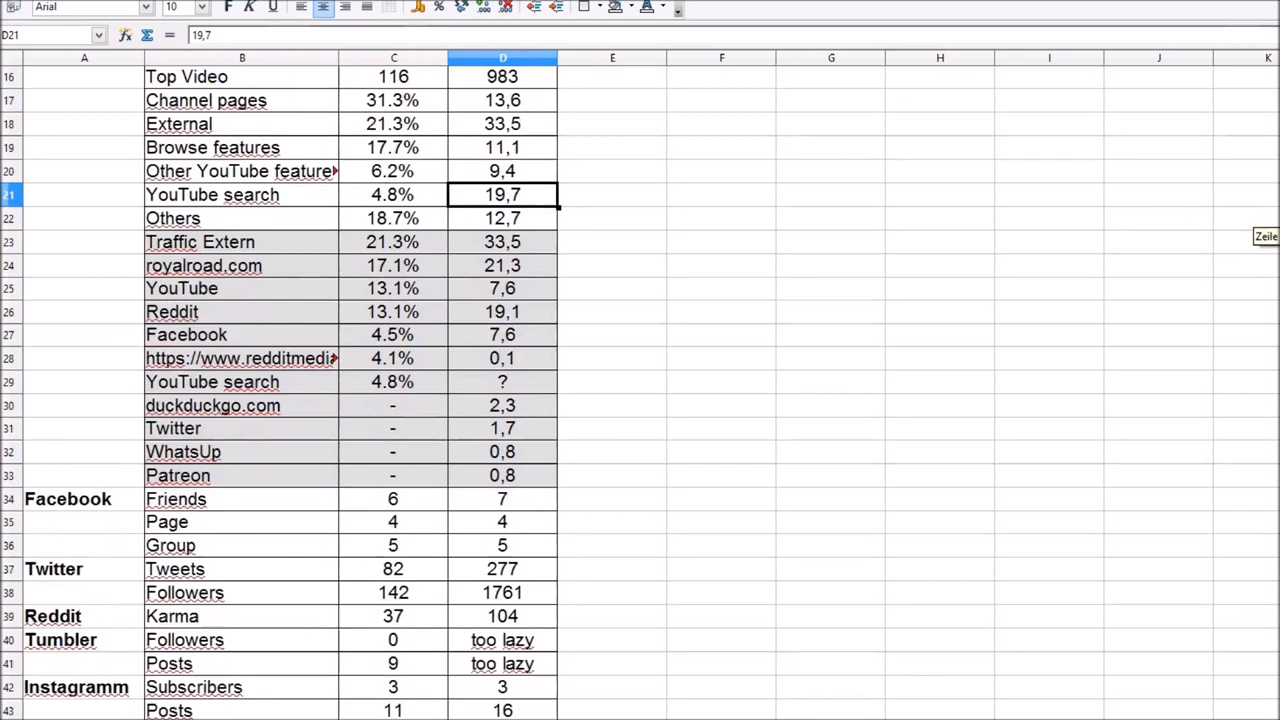 Arial 10 F K U
D21 19,7
A B C D E F G H I J K
16 Top Video 116 983
17 Channel pages 31.3% 13,6
18 External 21.3% 33,5
19 Browse features 17.7% 11,1
20 Other YouTube feature 6.2% 9,4
21 YouTube search 4.8% 19,7
22 Others 18.7% 12,7
23 Traffic Extern 21.3% 33,5
24 royalroad.com 17.1% 21,3
25 YouTube 13.1% 7,6
26 Reddit 13.1% 19,1
27 Facebook 4.5% 7,6
28 https://www.redditmedia 4.1% 0,1
29 YouTube search 4.8% ?
30 duckduckgo.com - 2,3
31 Twitter - 1,7
32 WhatsUp - 0,8
33 Patreon - 0,8
34 Facebook Friends 6 7
35 Page 4 4
36 Group 5 5
37 Twitter Tweets 82 277
38 Followers 142 1761
39 Reddit Karma 37 104
40 Tumbler Followers 0 too lazy
41 Posts 9 too lazy
42 Instagramm Subscribers 3 3
43 Posts 11 16
Zeile